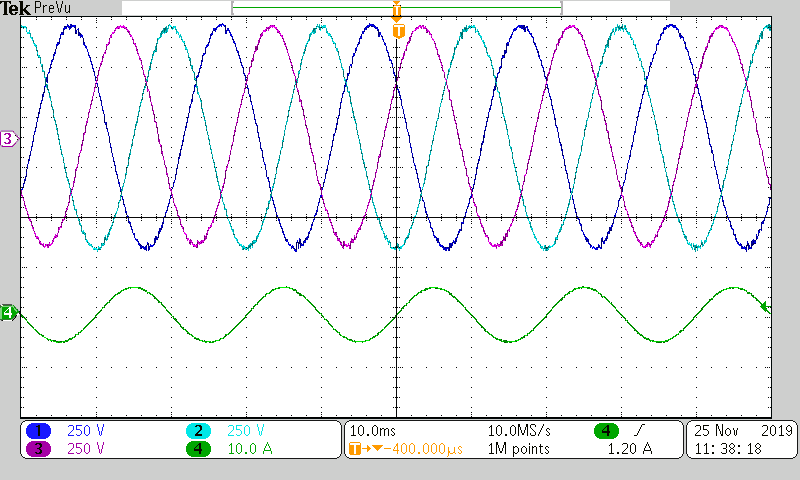 Tek PreVu
T
T
3
4
1 250 V 2 250 V 10.0ms 10.0MS/s 4 1.20 A 25 Nov 2019
3 250 V 4 10.0 A T→▼−400.000µs 1M points 11:38:18